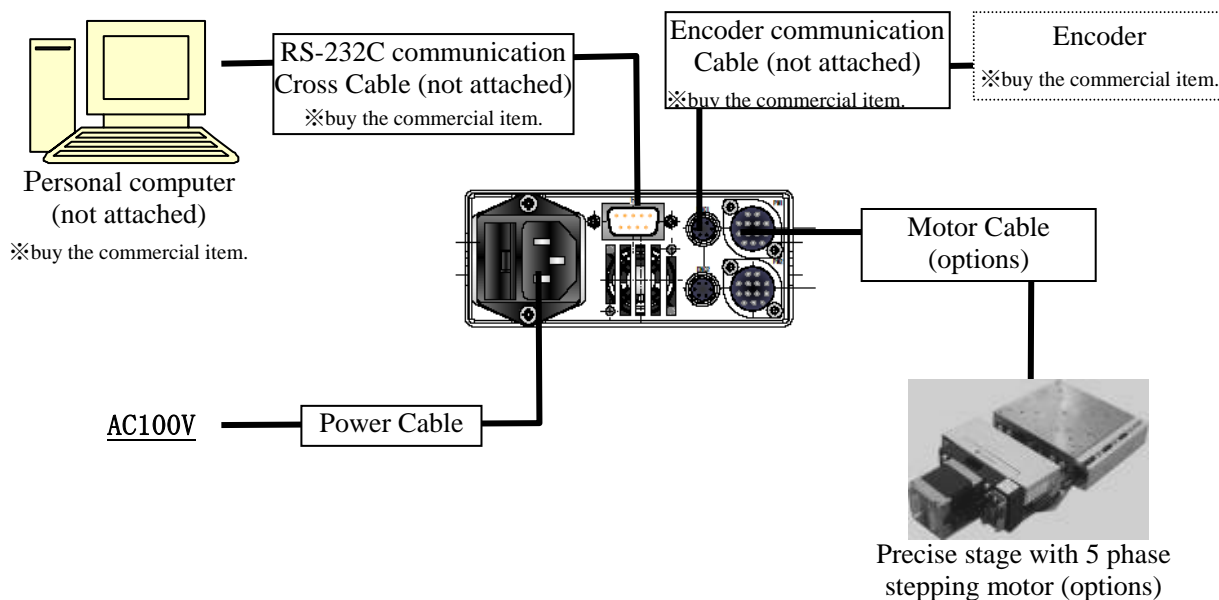 RS-232C communication
Cross Cable (not attached)
※buy the commercial item.
Encoder communication
Cable (not attached)
※buy the commercial item.
Encoder
※buy the commercial item.
Personal computer
(not attached)
※buy the commercial item.
Motor Cable
(options)
AC100V
Power Cable
Precise stage with 5 phase
stepping motor (options)